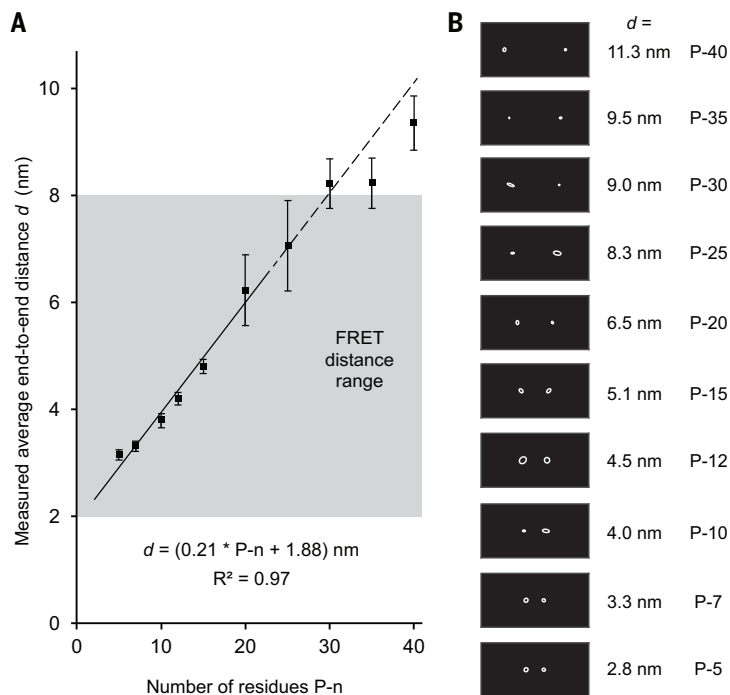 A
Measured average end-to-end distance d (nm)
10
8
6
4
2
0
FRET
distance
range
d = (0.21 * P-n + 1.88) nm
R² = 0.97
0 10 20 30 40
Number of residues P-n
B
d =
11.3 nm P-40
9.5 nm P-35
9.0 nm P-30
8.3 nm P-25
6.5 nm P-20
5.1 nm P-15
4.5 nm P-12
4.0 nm P-10
3.3 nm P-7
2.8 nm P-5